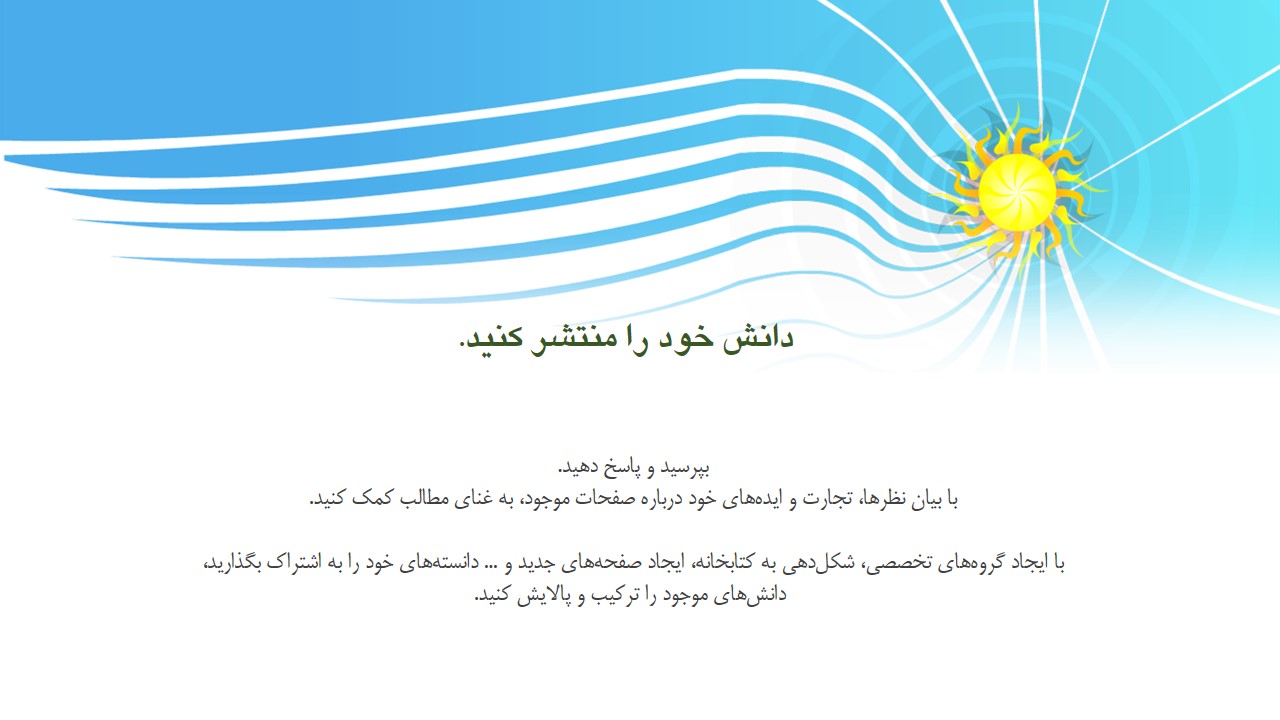 دانش خود را منتشر کنید.
بپرسید و پاسخ دهید.
با بیان نظرها، تجارت و ایده‌های خود درباره صفحات موجود، به غنای مطالب کمک کنید.
با ایجاد گروه‌های تخصصی، شکل‌دهی به کتابخانه، ایجاد صفحه‌های جدید و ... دانسته‌های خود را به اشتراک بگذارید،
دانش‌های موجود را ترکیب و پالایش کنید.